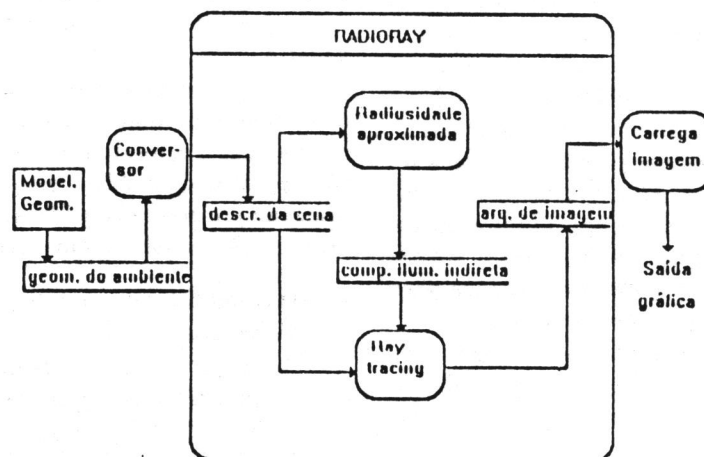 RADIORAY
Radiosidade
aproximada
Carrega
Imagem
Conver-
sor
Model.
Geom.
descr. da cena
arq. de imagem
geom. do ambiente
comp. ilum. indireta
Saída
gráfica
Ray
tracing